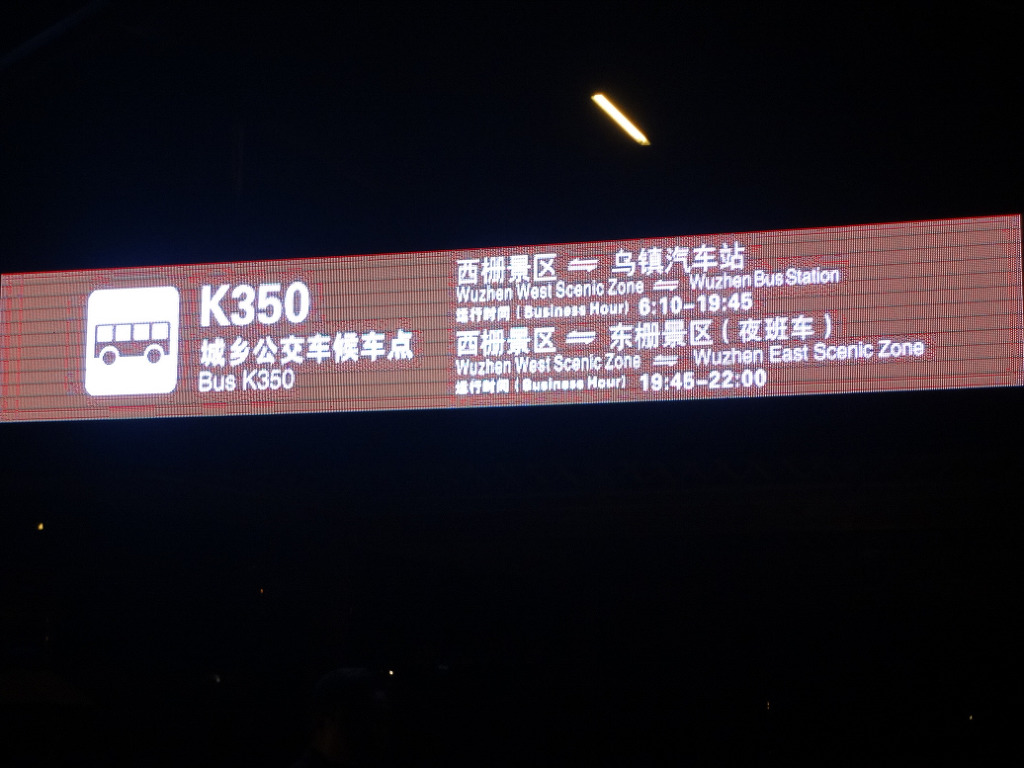 K350
城乡公交车候车点
Bus K350
西栅景区 ⇋ 乌镇汽车站
Wuzhen West Scenic Zone ⇋ Wuzhen Bus Station
运行时间 (Business Hour) 6:10-19:45
西栅景区 ⇋ 东栅景区 (夜班车)
Wuzhen West Scenic Zone ⇋ Wuzhen East Scenic Zone
运行时间 (Business Hour) 19:45-22:00